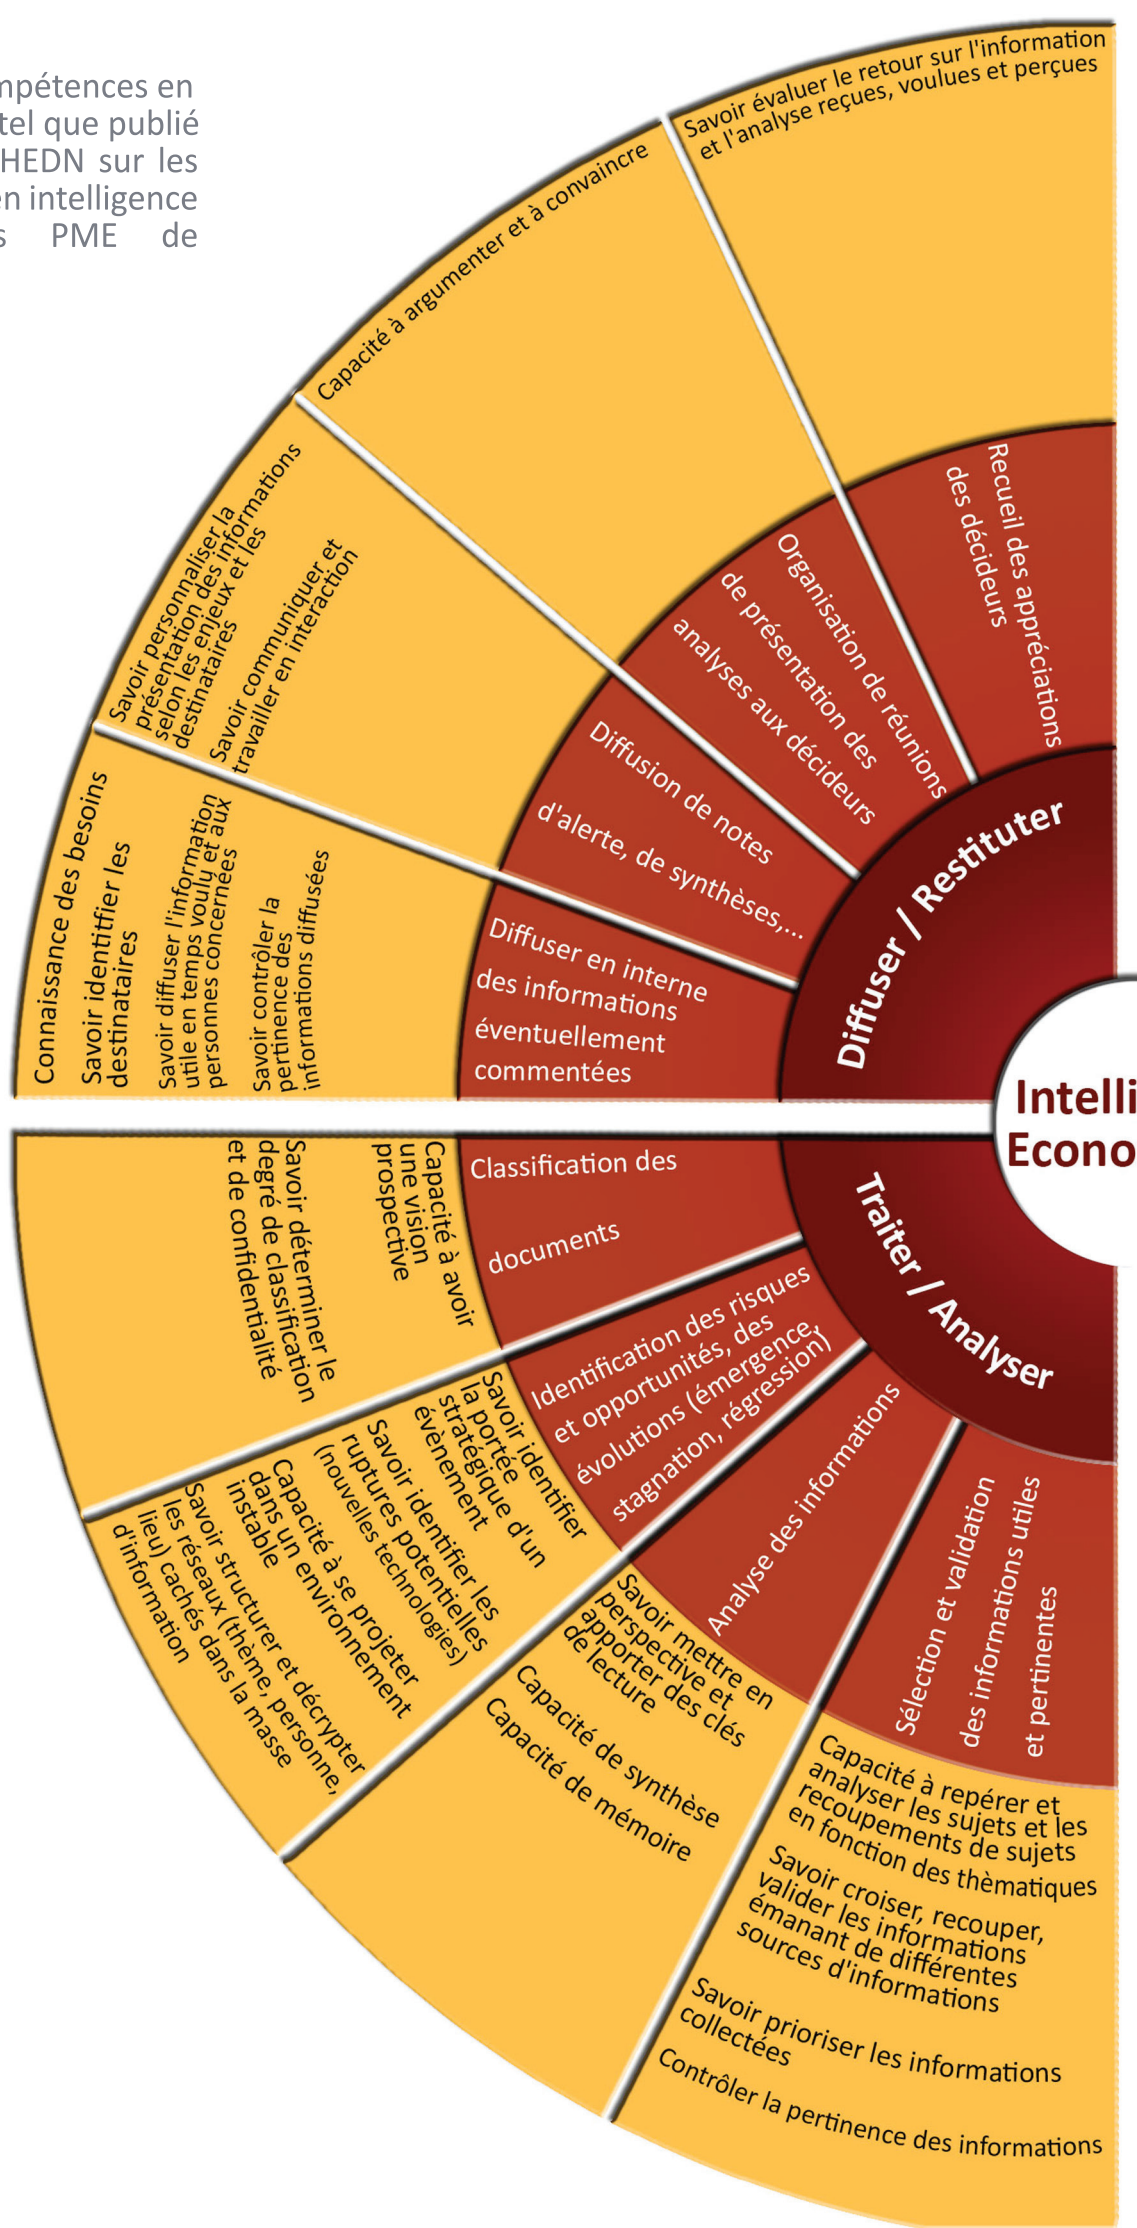 mpétences en
tel que publié
HEDN sur les
en intelligence
s PME de
Savoir évaluer le retour sur l'information
et l'analyse reçues, voulues et perçues
Recueil des appréciations
des décideurs
Capacité à argumenter et à convaincre
Organisation de réunions
de présentation des
analyses aux décideurs
Savoir personnaliser la
présentation des informations
selon les enjeux et les
destinataires
Savoir communiquer et
travailler en interaction
Diffusion de notes
d'alerte, de synthèses,...
Connaissance des besoins
Savoir identitfier les
destinataires
Savoir diffuser l'information
utile en temps voulu et aux
personnes concernées
Savoir contrôler la
pertinence des
informations diffusées
Diffuser en interne
des informations
éventuellement
commentées
Diffuser / Restituter
Intelli
Econo
Traiter / Analyser
Classification des
documents
Capacité à avoir
une vision
prospective
Savoir déterminer le
degré de classification
et de confidentialité
Identification des risques
et opportunités, des
évolutions (émergence,
stagnation, régression)
Savoir identifier
la portée
stratégique d'un
évènement
Savoir identifier les
ruptures potentielles
(nouvelles technologies)
Capacité à se projeter
dans un environnement
instable
Savoir structurer et décrypter
les réseaux (thème, personne,
lieu) cachés dans la masse
d'information
Analyse des informations
Savoir mettre en
perspective et
apporter des clés
de lecture
Capacité de synthèse
Capacité de mémoire
Sélection et validation
des informations utiles
et pertinentes
Capacité à repérer et
analyser les sujets et les
recoupements de sujets
en fonction des thèmatiques
Savoir croiser, recouper,
valider les informations
émanant de différentes
sources d'informations
Savoir prioriser les informations
collectées
Contrôler la pertinence des informations